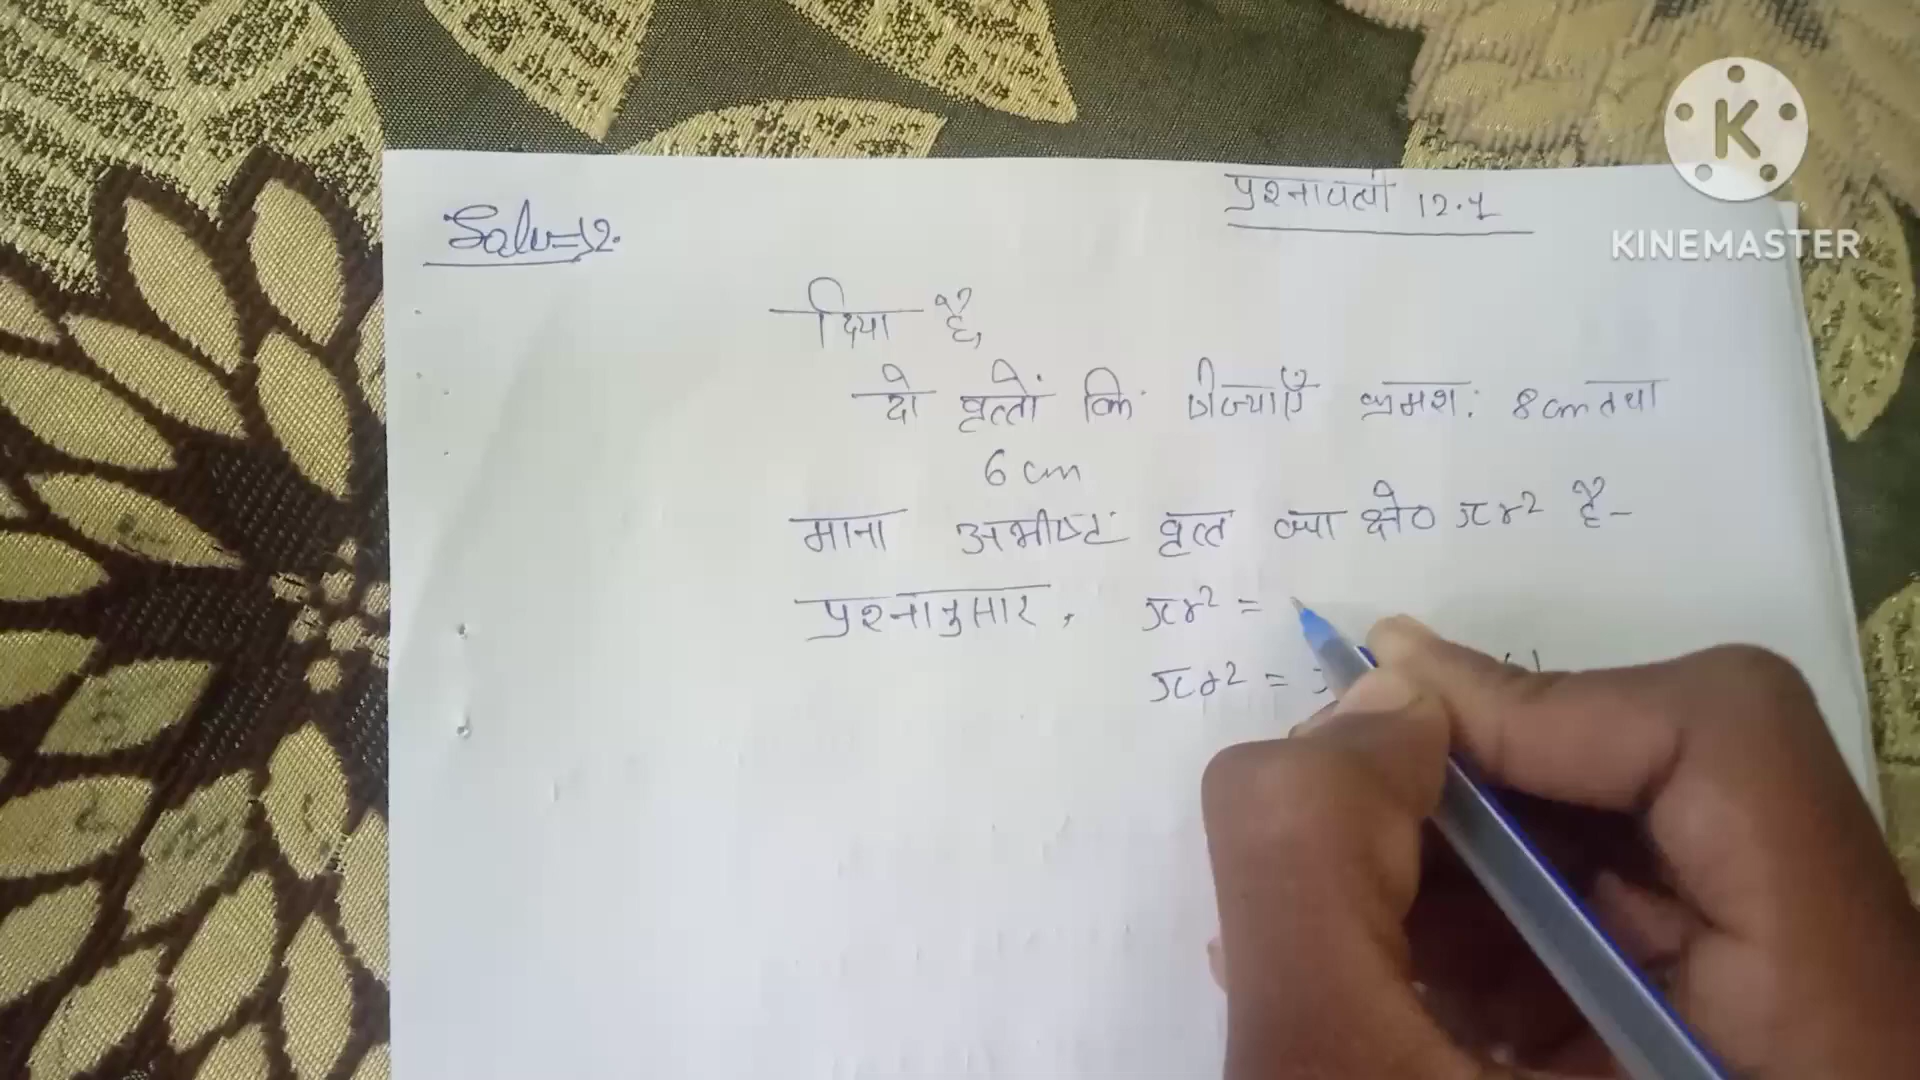 प्रश्नावली 12.1
KINEMASTER
Solu=)2.
दिया है,
दो वृत्तों कि त्रीज्याएँ क्रमश: 8cm तथा
6 cm
माना अभीष्ट वृत्त का क्षे० πr² है-
प्रश्नानुसार, πr² =
πr² =